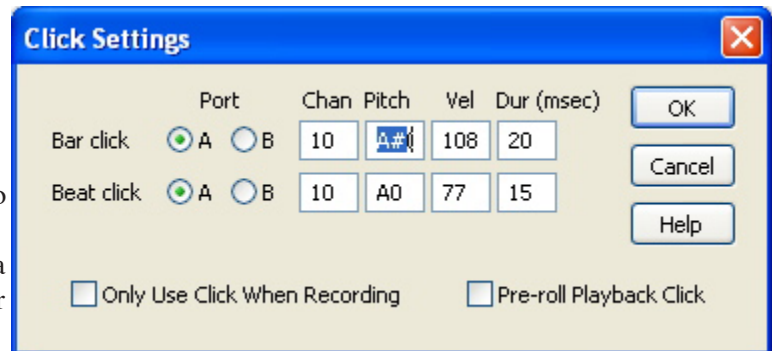 Click Settings
Port Chan Pitch Vel Dur (msec)
Bar click A B 10 A# 108 20
OK
Cancel
Beat click A B 10 A0 77 15
Help
Only Use Click When Recording Pre-roll Playback Click